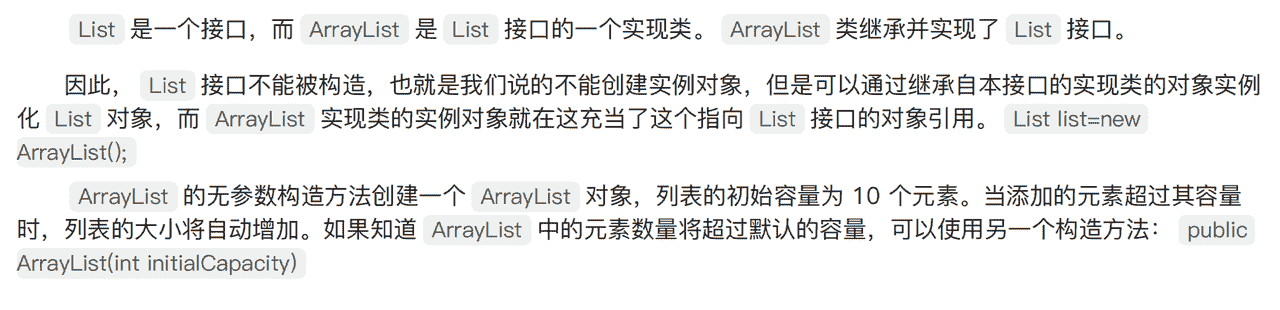 List 是一个接口，而 ArrayList 是 List 接口的一个实现类。 ArrayList 类继承并实现了 List 接口。
因此， List 接口不能被构造，也就是我们说的不能创建实例对象，但是可以通过继承自本接口的实现类的对象实例
化 List 对象，而 ArrayList 实现类的实例对象就在这充当了这个指向 List 接口的对象引用。 List list=new
ArrayList();
ArrayList 的无参数构造方法创建一个 ArrayList 对象，列表的初始容量为 10 个元素。当添加的元素超过其容量
时，列表的大小将自动增加。如果知道 ArrayList 中的元素数量将超过默认的容量，可以使用另一个构造方法： public
ArrayList(int initialCapacity)